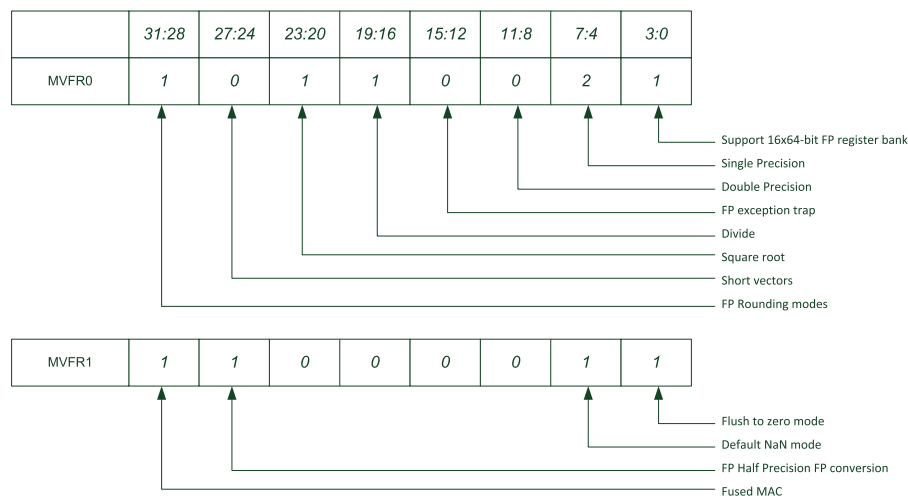 31:28 27:24 23:20 19:16 15:12 11:8 7:4 3:0
MVFR0 1 0 1 1 0 0 2 1
Support 16x64-bit FP register bank
Single Precision
Double Precision
FP exception trap
Divide
Square root
Short vectors
FP Rounding modes
MVFR1 1 1 0 0 0 0 1 1
Flush to zero mode
Default NaN mode
FP Half Precision FP conversion
Fused MAC